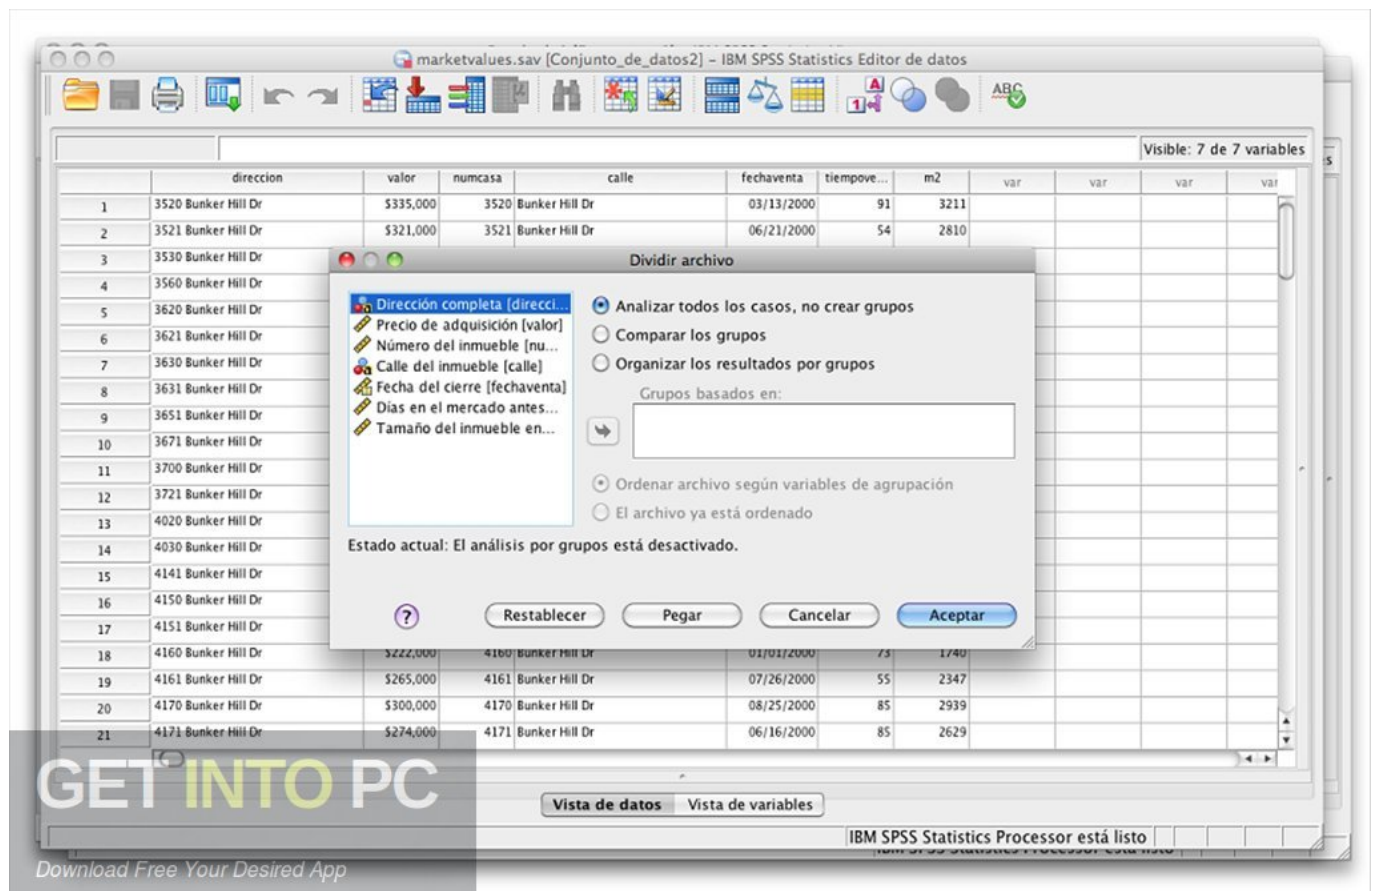 marketvalues.sav [Conjunto_de_datos2] – IBM SPSS Statistics Editor de datos
Visible: 7 de 7 variables
direccion valor numcasa calle fechaventa tiempove... m2 var var var var
1 3520 Bunker Hill Dr $335,000 3520 Bunker Hill Dr 03/13/2000 91 3211
2 3521 Bunker Hill Dr $321,000 3521 Bunker Hill Dr 06/21/2000 54 2810
3 3530 Bunker Hill Dr
4 3560 Bunker Hill Dr
5 3620 Bunker Hill Dr
6 3621 Bunker Hill Dr
7 3630 Bunker Hill Dr
8 3631 Bunker Hill Dr
9 3651 Bunker Hill Dr
10 3671 Bunker Hill Dr
11 3700 Bunker Hill Dr
12 3721 Bunker Hill Dr
13 4020 Bunker Hill Dr
14 4030 Bunker Hill Dr
15 4141 Bunker Hill Dr
16 4150 Bunker Hill Dr
17 4151 Bunker Hill Dr
18 4160 Bunker Hill Dr $222,000 4160 Bunker Hill Dr 01/01/2000 73 1740
19 4161 Bunker Hill Dr $265,000 4161 Bunker Hill Dr 07/26/2000 55 2347
20 4170 Bunker Hill Dr $300,000 4170 Bunker Hill Dr 08/25/2000 85 2939
21 4171 Bunker Hill Dr $274,000 4171 Bunker Hill Dr 06/16/2000 85 2629
Dividir archivo
Dirección completa [direcci...
Precio de adquisición [valor]
Número del inmueble [nu...
Calle del inmueble [calle]
Fecha del cierre [fechaventa]
Días en el mercado antes...
Tamaño del inmueble en...
Analizar todos los casos, no crear grupos
Comparar los grupos
Organizar los resultados por grupos
Grupos basados en:
Ordenar archivo según variables de agrupación
El archivo ya está ordenado
Estado actual: El análisis por grupos está desactivado.
?
Restablecer Pegar Cancelar Aceptar
Vista de datos Vista de variables
IBM SPSS Statistics Processor está listo
GET INTO PC
Download Free Your Desired App